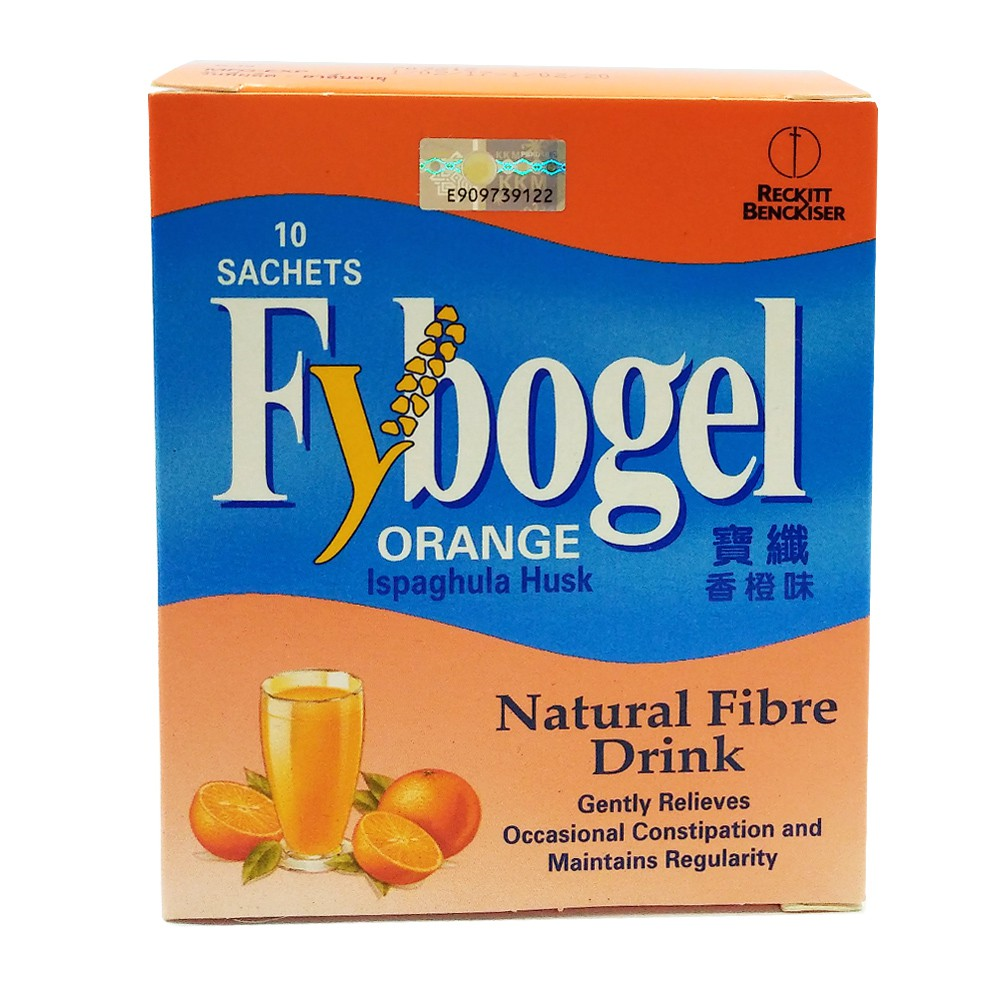 KKM
E909739122
RECKITT
BENCKISER
10
SACHETS
Fybogel
ORANGE
Ispaghula Husk
寶纖
香橙味
Natural Fibre
Drink
Gently Relieves
Occasional Constipation and
Maintains Regularity